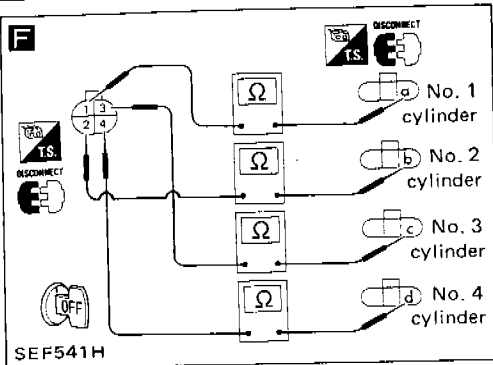 F
DISCONNECT
T.S.
Ω
a
No. 1
cylinder
1 3
2 4
T.S.
DISCONNECT
Ω
b
No. 2
cylinder
Ω
c
No. 3
cylinder
OFF
Ω
d
No. 4
cylinder
SEF541H